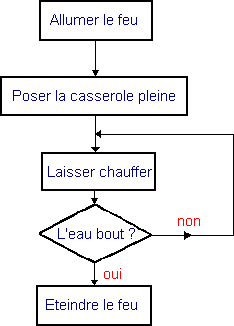 Allumer le feu
Poser la casserole pleine
Laisser chauffer
L'eau bout ?
non
oui
Eteindre le feu